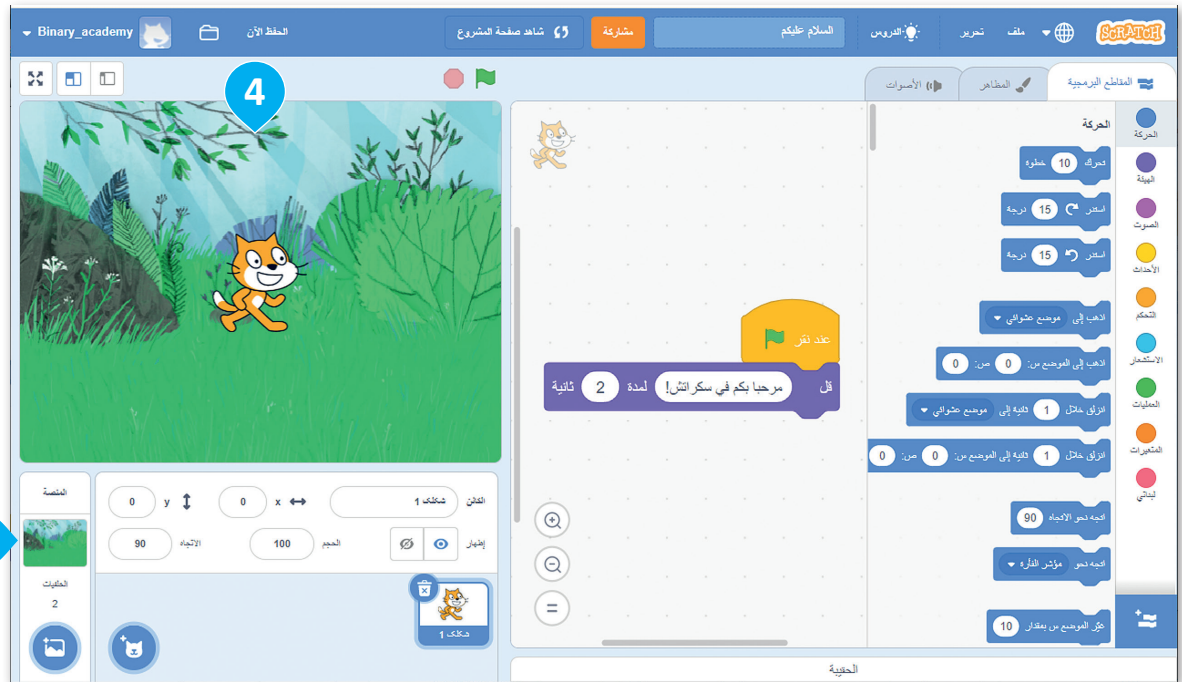 SCRATCH
ملف
تحرير
الدروس
السلام عليكم
مشاركة
شاهد صفحة المشروع
الحفظ الآن
Binary_academy
المقاطع البرمجية
المظاهر
الأصوات
4
الحركة
الهيئة
الصوت
الأحداث
التحكم
الاستشعار
العمليات
المتغيرات
لبناتي
الحركة
تحرك 10 خطوة
استدر 15 درجة
استدر 15 درجة
اذهب إلى موضع عشوائي
اذهب إلى الموضع س: 0 ص: 0
انزلق خلال 1 ثانية إلى موضع عشوائي
انزلق خلال 1 ثانية إلى الموضع س: 0 ص: 0
اتجه نحو الاتجاه 90
اتجه نحو مؤشر الفأرة
غيّر الموضع س بمقدار 10
عند نقر
قل مرحبا بكم في سكراتش! لمدة 2 ثانية
الكائن شكلك 1 x 0 y 0
إظهار الحجم 100 الاتجاه 90
شكلك 1
المنصة
الخلفيات
2
الحقيبة